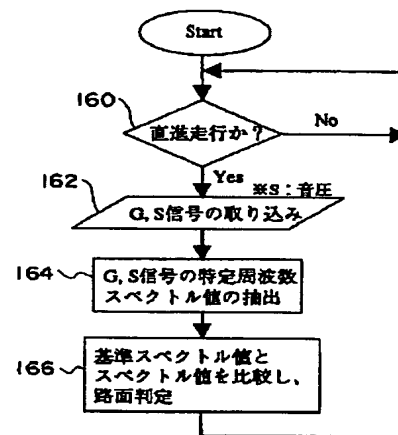 Start
160
直進走行か？
No
Yes
※S：音圧
162
G, S信号の取り込み
164
G, S信号の特定周波数
スペクトル値の抽出
166
基準スペクトル値と
スペクトル値を比較し、
路面判定